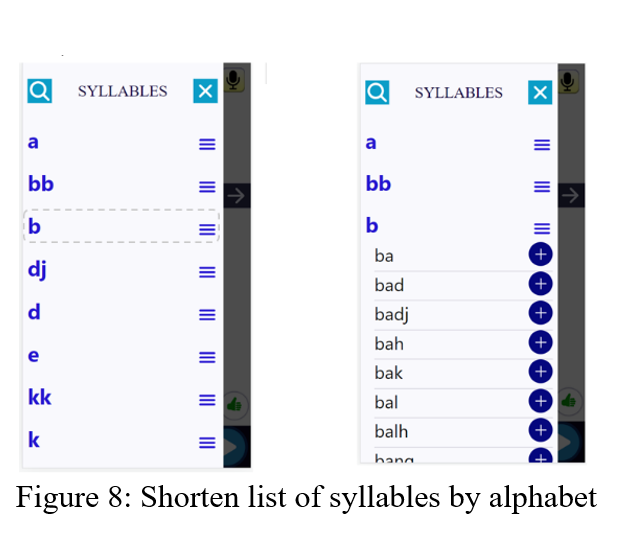 SYLLABLES
a
bb
b
dj
d
e
kk
k
SYLLABLES
a
bb
b
ba
bad
badj
bah
bak
bal
balh
bang
Figure 8: Shorten list of syllables by alphabet